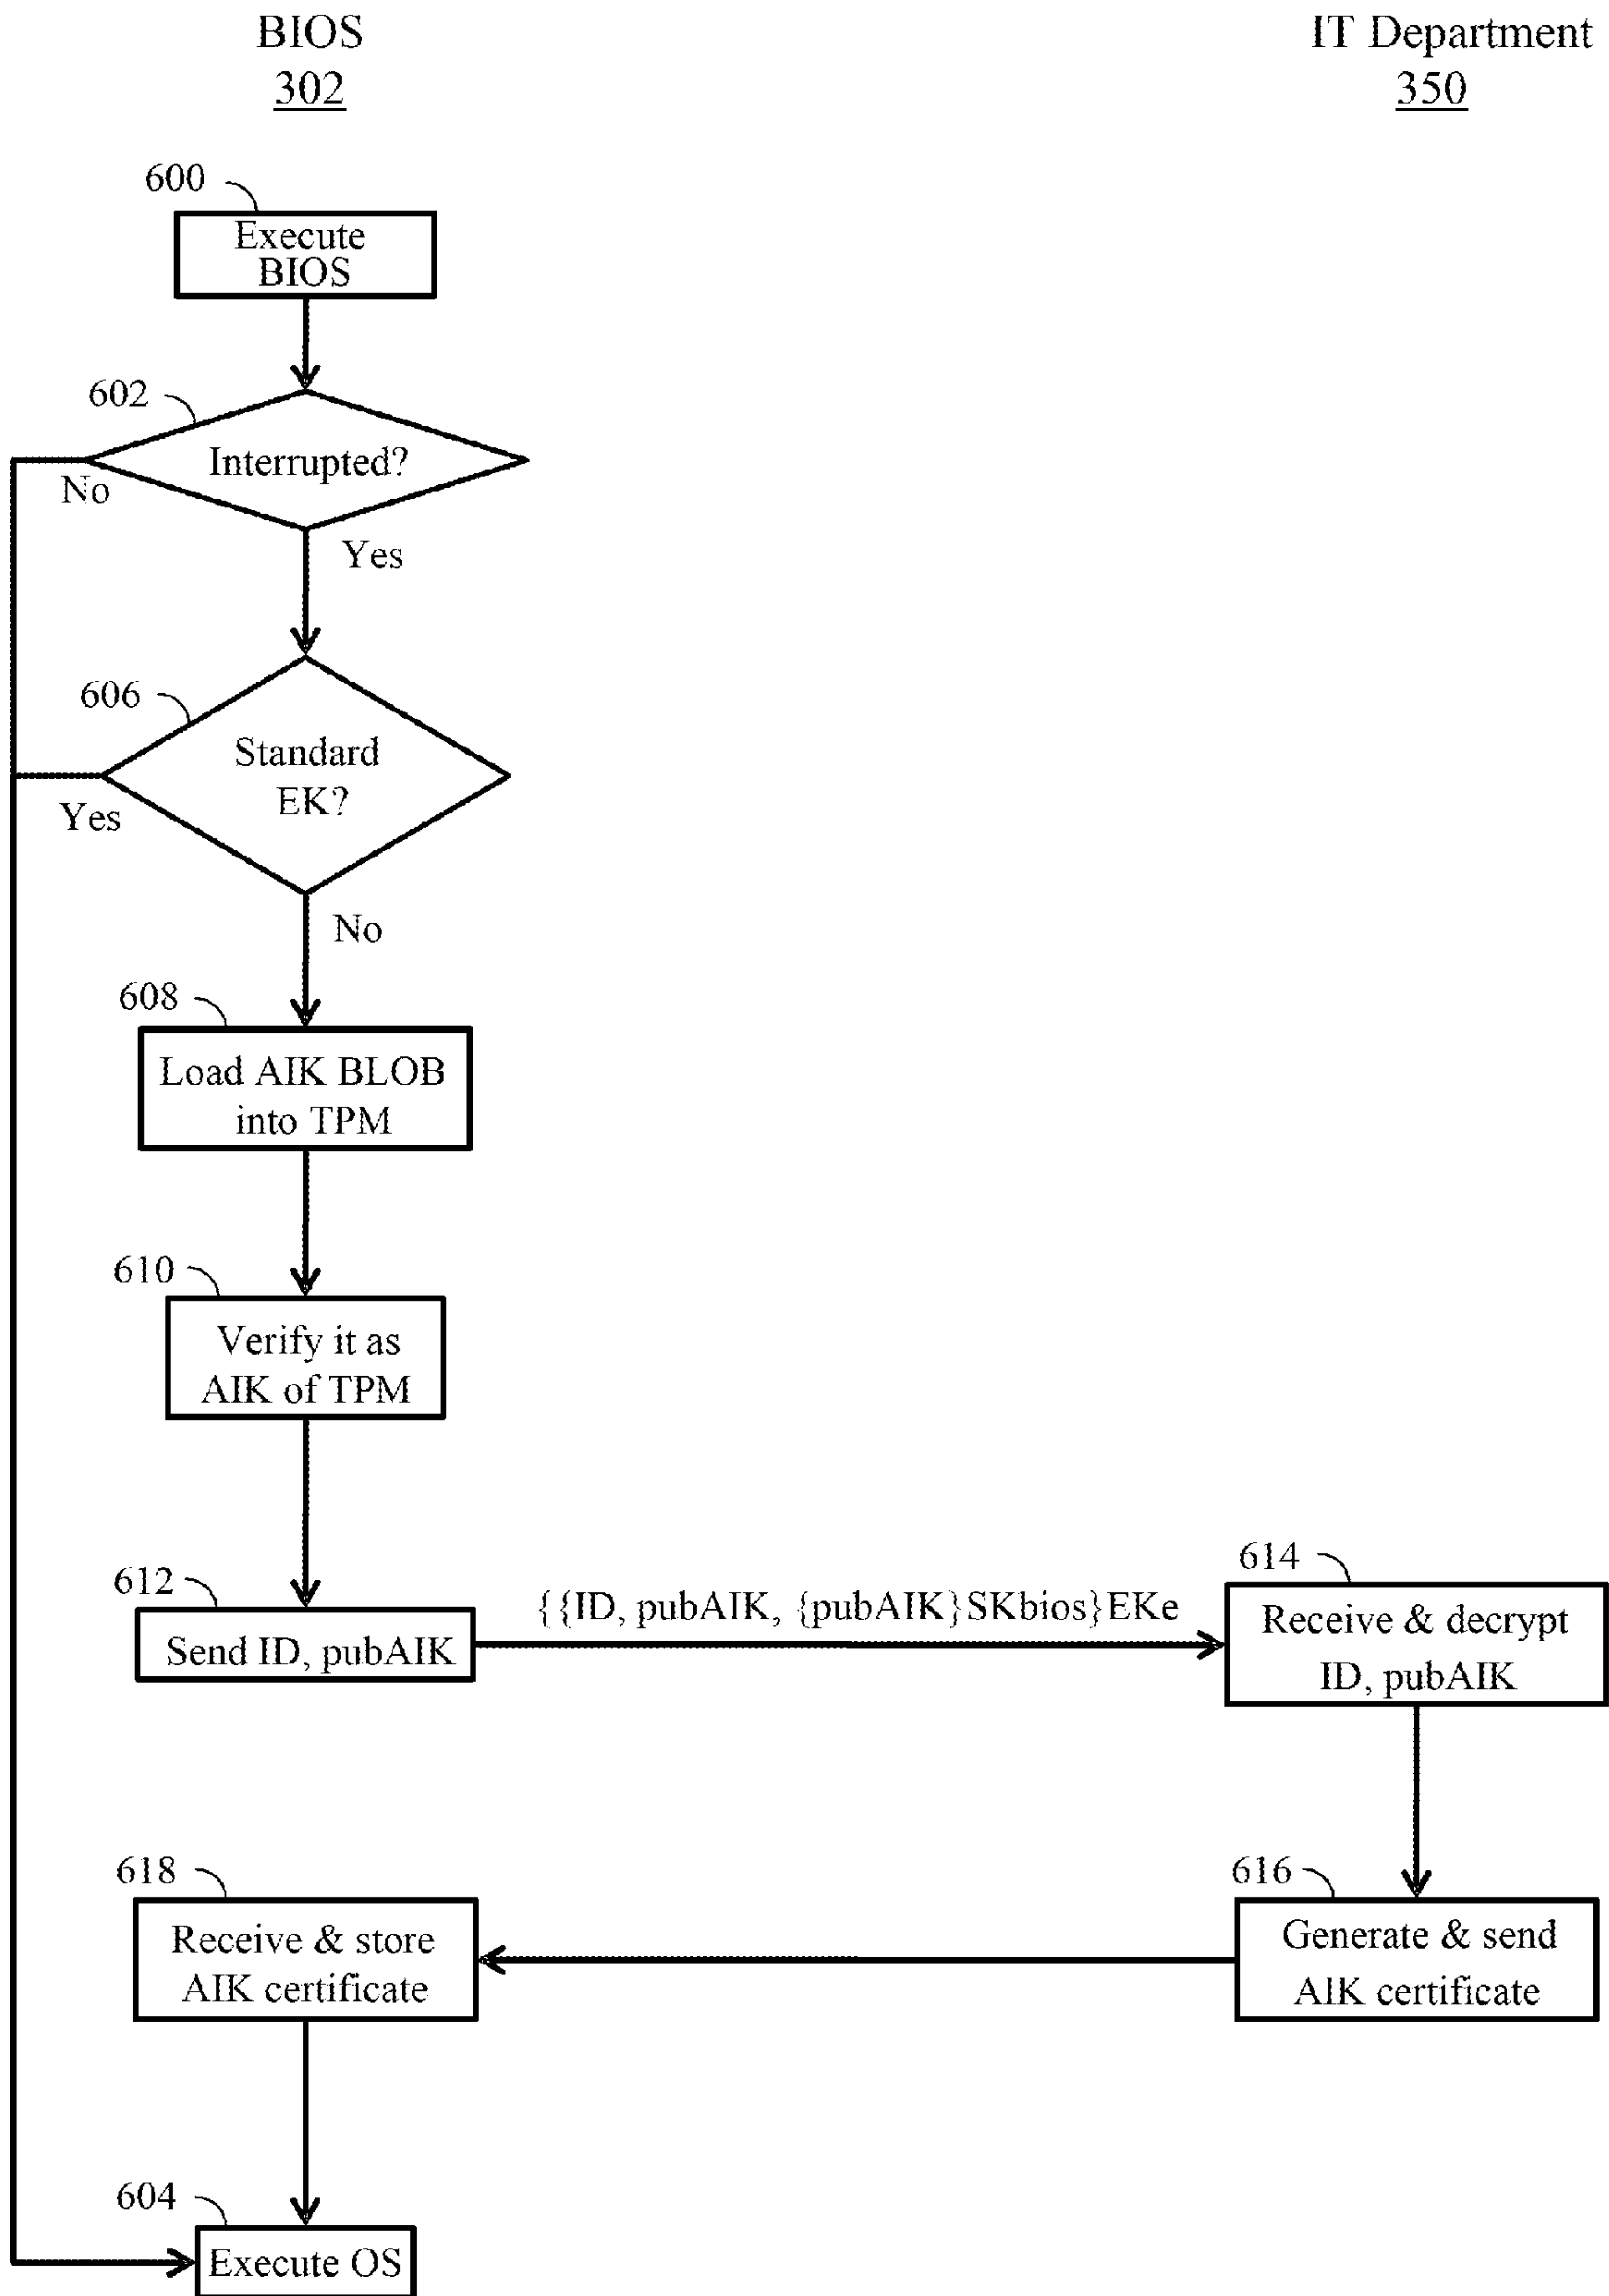 BIOS
302
IT Department
350
600
Execute
BIOS
602
Interrupted?
No
Yes
606
Standard
EK?
Yes
No
608
Load AIK BLOB
into TPM
610
Verify it as
AIK of TPM
612
Send ID, pubAIK
{{ID, pubAIK, {pubAIK}SKbios}EKe
614
Receive & decrypt
ID, pubAIK
618
Receive & store
AIK certificate
616
Generate & send
AIK certificate
604
Execute OS